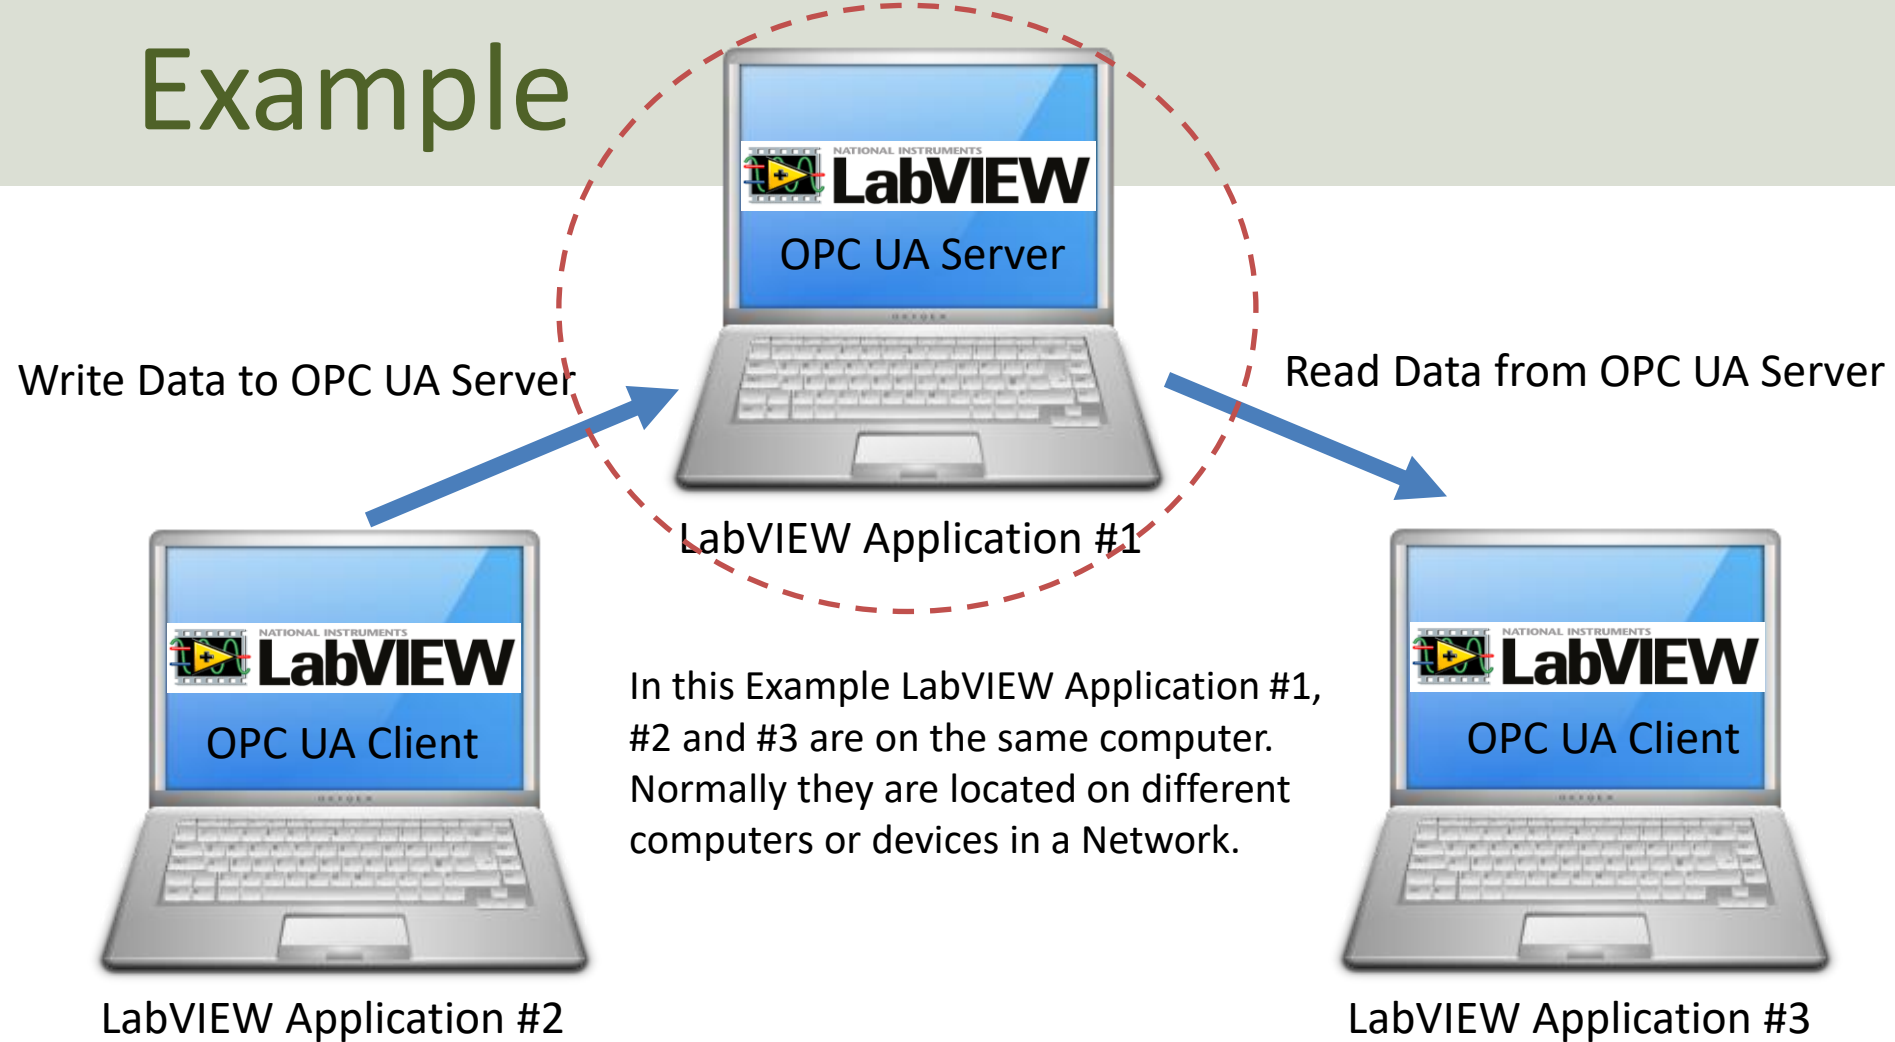 Example
NATIONAL INSTRUMENTS
LabVIEW
OPC UA Server
OXYGEN
Write Data to OPC UA Server
Read Data from OPC UA Server
LabVIEW Application #1
NATIONAL INSTRUMENTS
LabVIEW
OPC UA Client
OXYGEN
LabVIEW Application #2
In this Example LabVIEW Application #1,
#2 and #3 are on the same computer.
Normally they are located on different
computers or devices in a Network.
NATIONAL INSTRUMENTS
LabVIEW
OPC UA Client
OXYGEN
LabVIEW Application #3